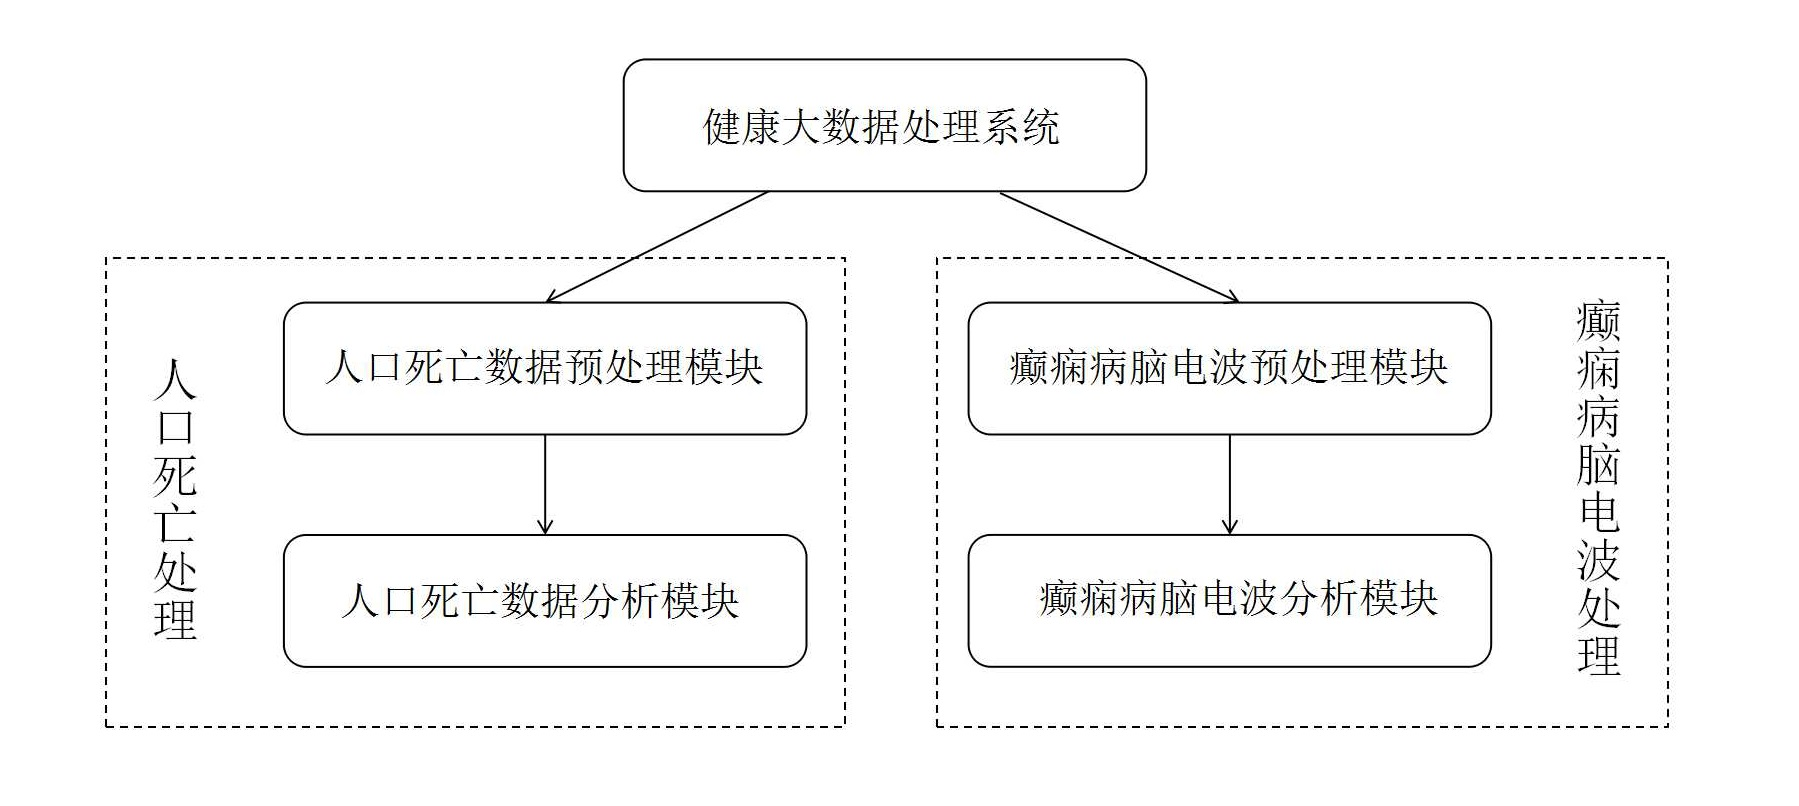 健康大数据处理系统
人口死亡处理
人口死亡数据预处理模块
人口死亡数据分析模块
癫痫病脑电波预处理模块
癫痫病脑电波分析模块
癫痫病脑电波处理